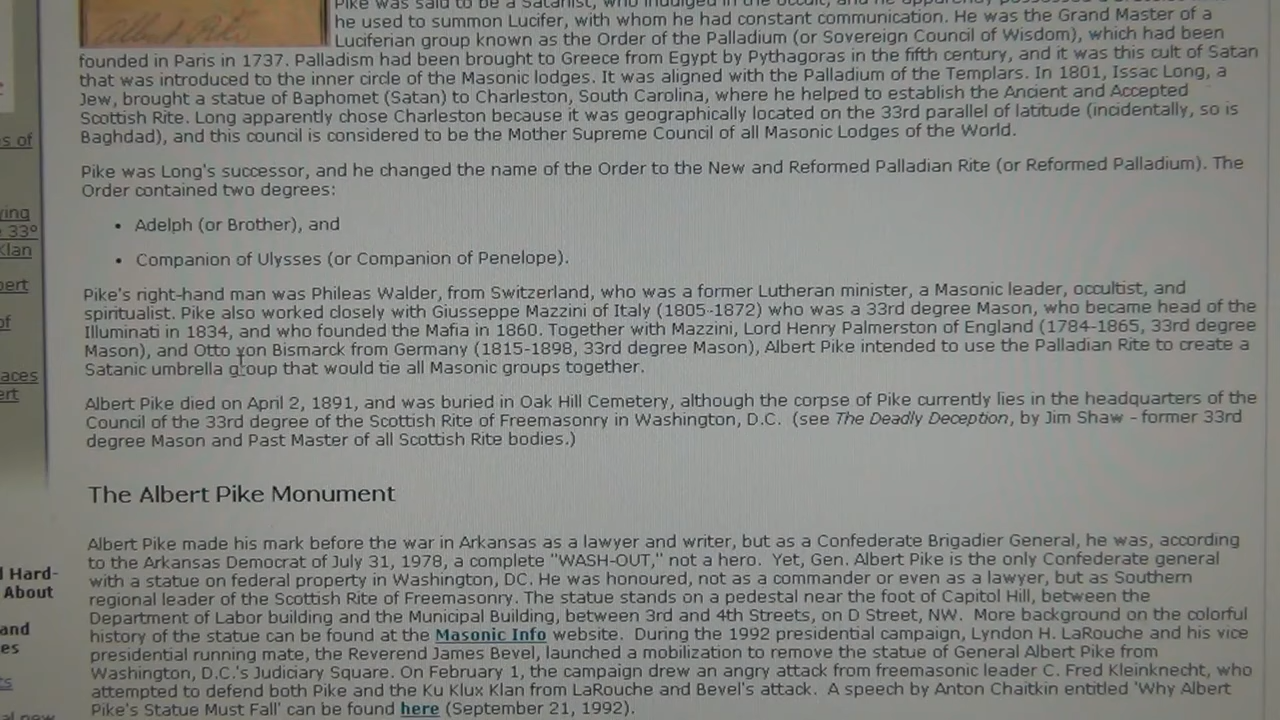 Albert Pike
he used to summon Lucifer, with whom he had constant communication. He was the Grand Master of a
Luciferian group known as the Order of the Palladium (or Sovereign Council of Wisdom), which had been
founded in Paris in 1737. Palladism had been brought to Greece from Egypt by Pythagoras in the fifth century, and it was this cult of Satan
that was introduced to the inner circle of the Masonic lodges. It was aligned with the Palladium of the Templars. In 1801, Issac Long, a
Jew, brought a statue of Baphomet (Satan) to Charleston, South Carolina, where he helped to establish the Ancient and Accepted
Scottish Rite. Long apparently chose Charleston because it was geographically located on the 33rd parallel of latitude (incidentally, so is
Baghdad), and this council is considered to be the Mother Supreme Council of all Masonic Lodges of the World.
Pike was Long's successor, and he changed the name of the Order to the New and Reformed Palladian Rite (or Reformed Palladium). The
Order contained two degrees:
• Adelph (or Brother), and
• Companion of Ulysses (or Companion of Penelope).
Pike's right-hand man was Phileas Walder, from Switzerland, who was a former Lutheran minister, a Masonic leader, occultist, and
spiritualist. Pike also worked closely with Giusseppe Mazzini of Italy (1805-1872) who was a 33rd degree Mason, who became head of the
Illuminati in 1834, and who founded the Mafia in 1860. Together with Mazzini, Lord Henry Palmerston of England (1784-1865, 33rd degree
Mason), and Otto von Bismarck from Germany (1815-1898, 33rd degree Mason), Albert Pike intended to use the Palladian Rite to create a
Satanic umbrella group that would tie all Masonic groups together.
Albert Pike died on April 2, 1891, and was buried in Oak Hill Cemetery, although the corpse of Pike currently lies in the headquarters of the
Council of the 33rd degree of the Scottish Rite of Freemasonry in Washington, D.C. (see The Deadly Deception, by Jim Shaw - former 33rd
degree Mason and Past Master of all Scottish Rite bodies.)
The Albert Pike Monument
Albert Pike made his mark before the war in Arkansas as a lawyer and writer, but as a Confederate Brigadier General, he was, according
to the Arkansas Democrat of July 31, 1978, a complete "WASH-OUT," not a hero. Yet, Gen. Albert Pike is the only Confederate general
with a statue on federal property in Washington, DC. He was honoured, not as a commander or even as a lawyer, but as Southern
regional leader of the Scottish Rite of Freemasonry. The statue stands on a pedestal near the foot of Capitol Hill, between the
Department of Labor building and the Municipal Building, between 3rd and 4th Streets, on D Street, NW. More background on the colorful
history of the statue can be found at the Masonic Info website. During the 1992 presidential campaign, Lyndon H. LaRouche and his vice
presidential running mate, the Reverend James Bevel, launched a mobilization to remove the statue of General Albert Pike from
Washington, D.C.'s Judiciary Square. On February 1, the campaign drew an angry attack from freemasonic leader C. Fred Kleinknecht, who
attempted to defend both Pike and the Ku Klux Klan from LaRouche and Bevel's attack. A speech by Anton Chaitkin entitled 'Why Albert
Pike's Statue Must Fall' can be found here (September 21, 1992).
s of
33º
Klan
of
Hard-
About
and